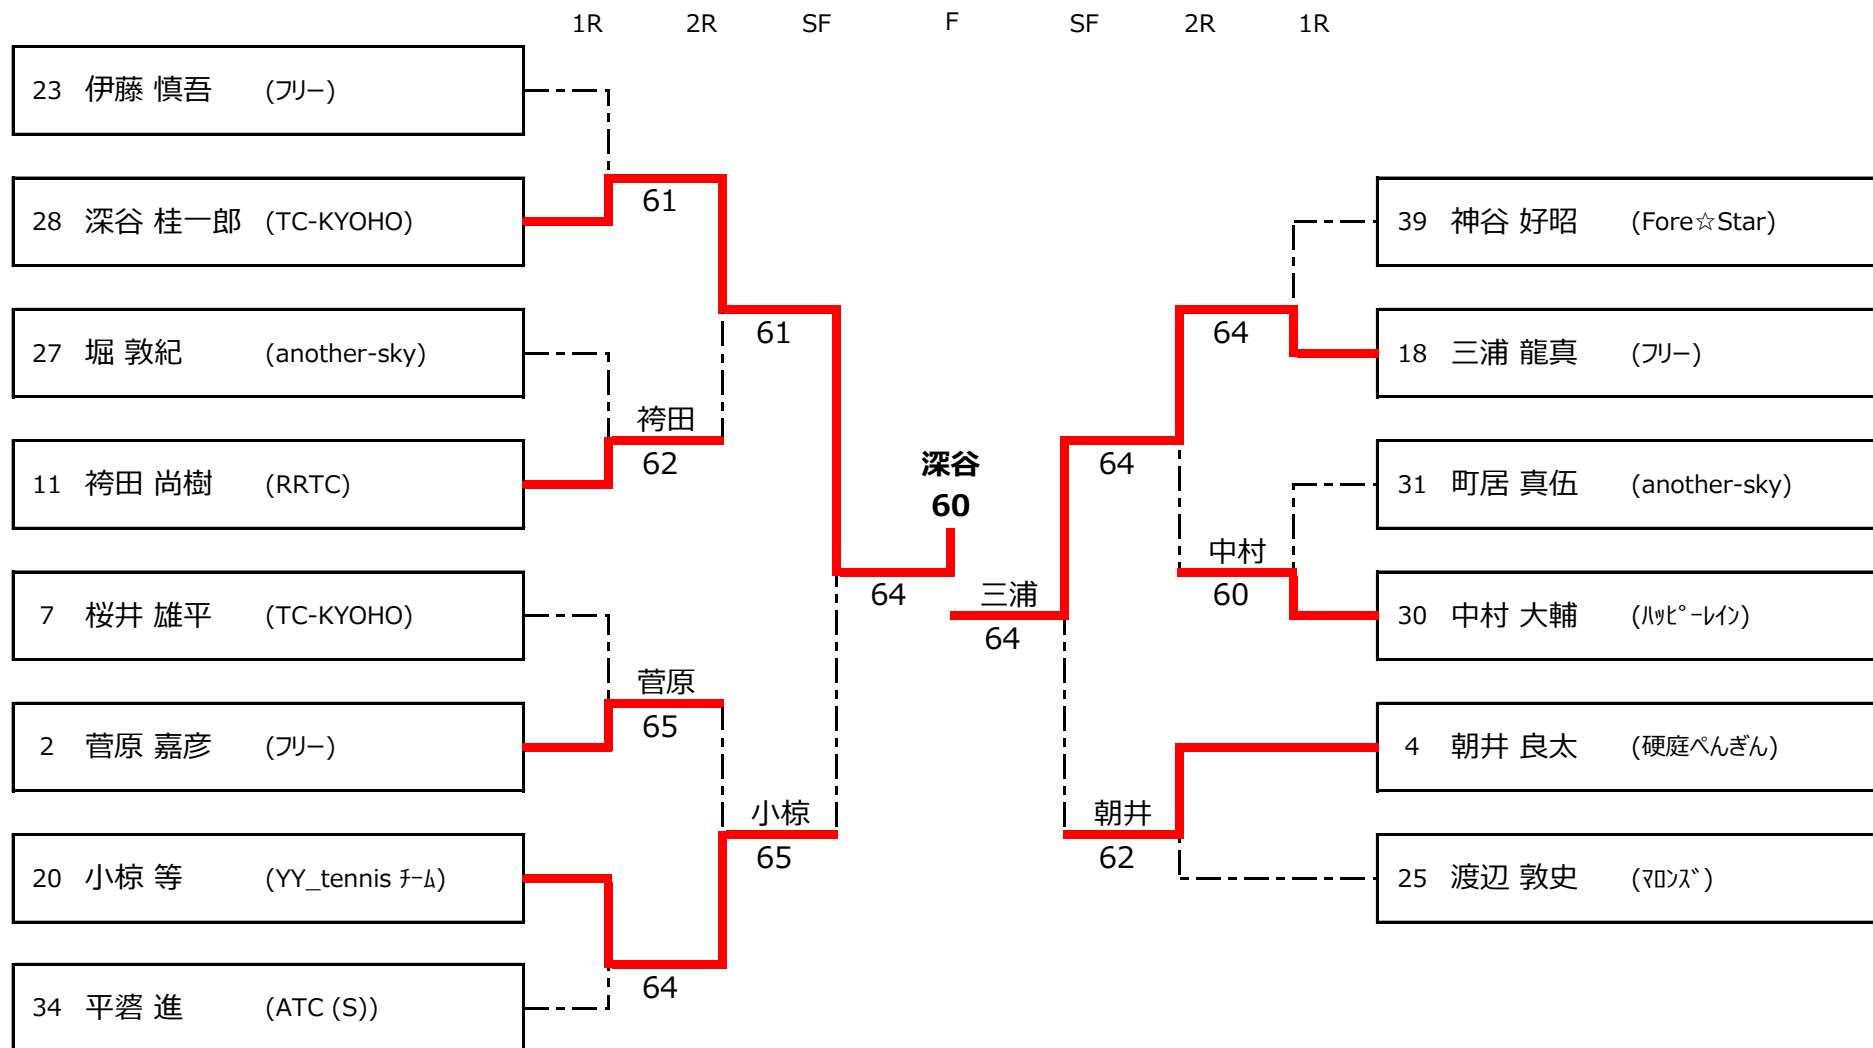 1R 2R SF F SF 2R 1R
23 伊藤 慎吾 (フリー)
28 深谷 桂一郎 (TC-KYOHO)
27 堀 敦紀 (another-sky)
11 袴田 尚樹 (RRTC)
7 桜井 雄平 (TC-KYOHO)
2 菅原 嘉彦 (フリー)
20 小椋 等 (YY_tennis ﾁｰﾑ)
34 平碆 進 (ATC (S))
61
袴田
62
菅原
65
64
61
小椋
65
64
深谷
60
三浦
64
64
朝井
62
64
中村
60
39 神谷 好昭 (Fore☆Star)
18 三浦 龍真 (フリー)
31 町居 真伍 (another-sky)
30 中村 大輔 (ﾊｯﾋﾟｰﾚｲﾝ)
4 朝井 良太 (硬庭ぺんぎん)
25 渡辺 敦史 (ﾏﾛﾝｽﾞ)